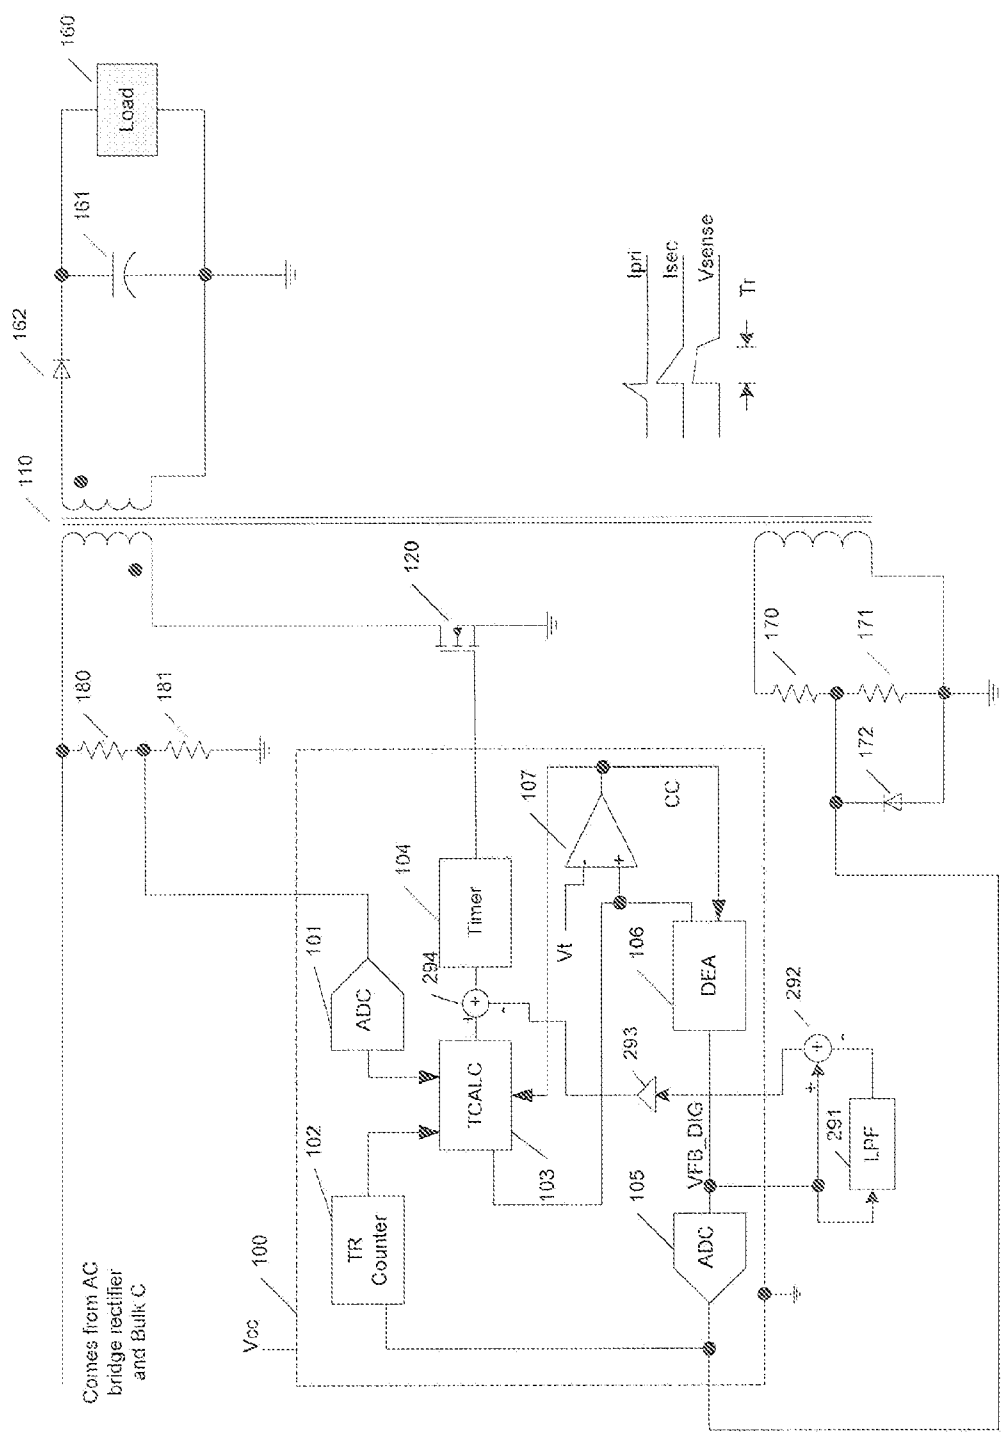 Comes from AC
bridge rectifier
and Bulk C
Vcc
100
102
TR
Counter
101
ADC
TCALC
103
104
Timer
294
+
+
-
105
ADC
VFB_DIG
106
DEA
107
-
+
Vt
CC
293
291
LPF
292
+
+
-
180
181
110
120
162
161
160
Load
170
171
172
Ipri
Isec
Vsense
Tr